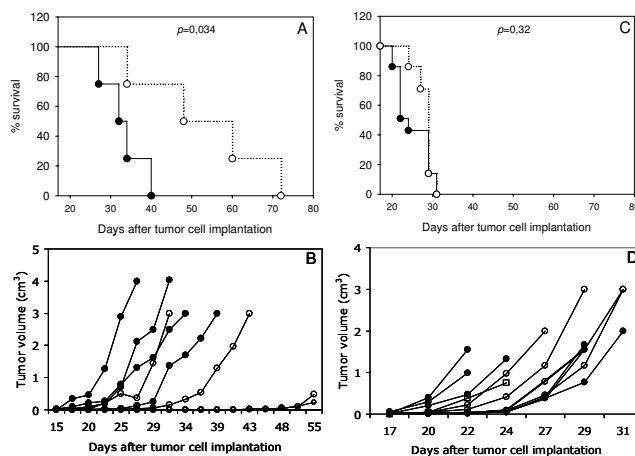 p=0,034
A
120
100
80
60
40
20
0
% survival
20 30 40 50 60 70 80
Days after tumor cell implantation
p=0,32
C
120
100
80
60
40
20
0
% survival
20 30 40 50 60 70 80
Days after tumor cell implantation
B
5
4
3
2
1
0
Tumor volume (cm³)
15 20 22 25 29 34 39 43 48 55
Days after tumor cell implantation
D
4
3
2
1
0
Tumor volume (cm³)
17 20 22 24 27 29 31
Days after tumor cell implantation